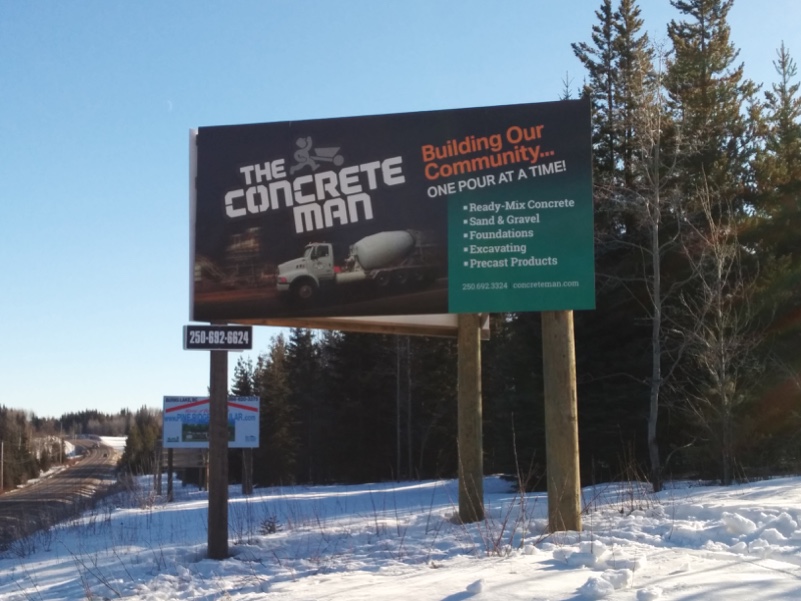 THE
CONCRETE
MAN
Building Our
Community...
ONE POUR AT A TIME!
Ready-Mix Concrete
Sand & Gravel
Foundations
Excavating
Precast Products
250.692.3324 concreteman.com
250-692-6624